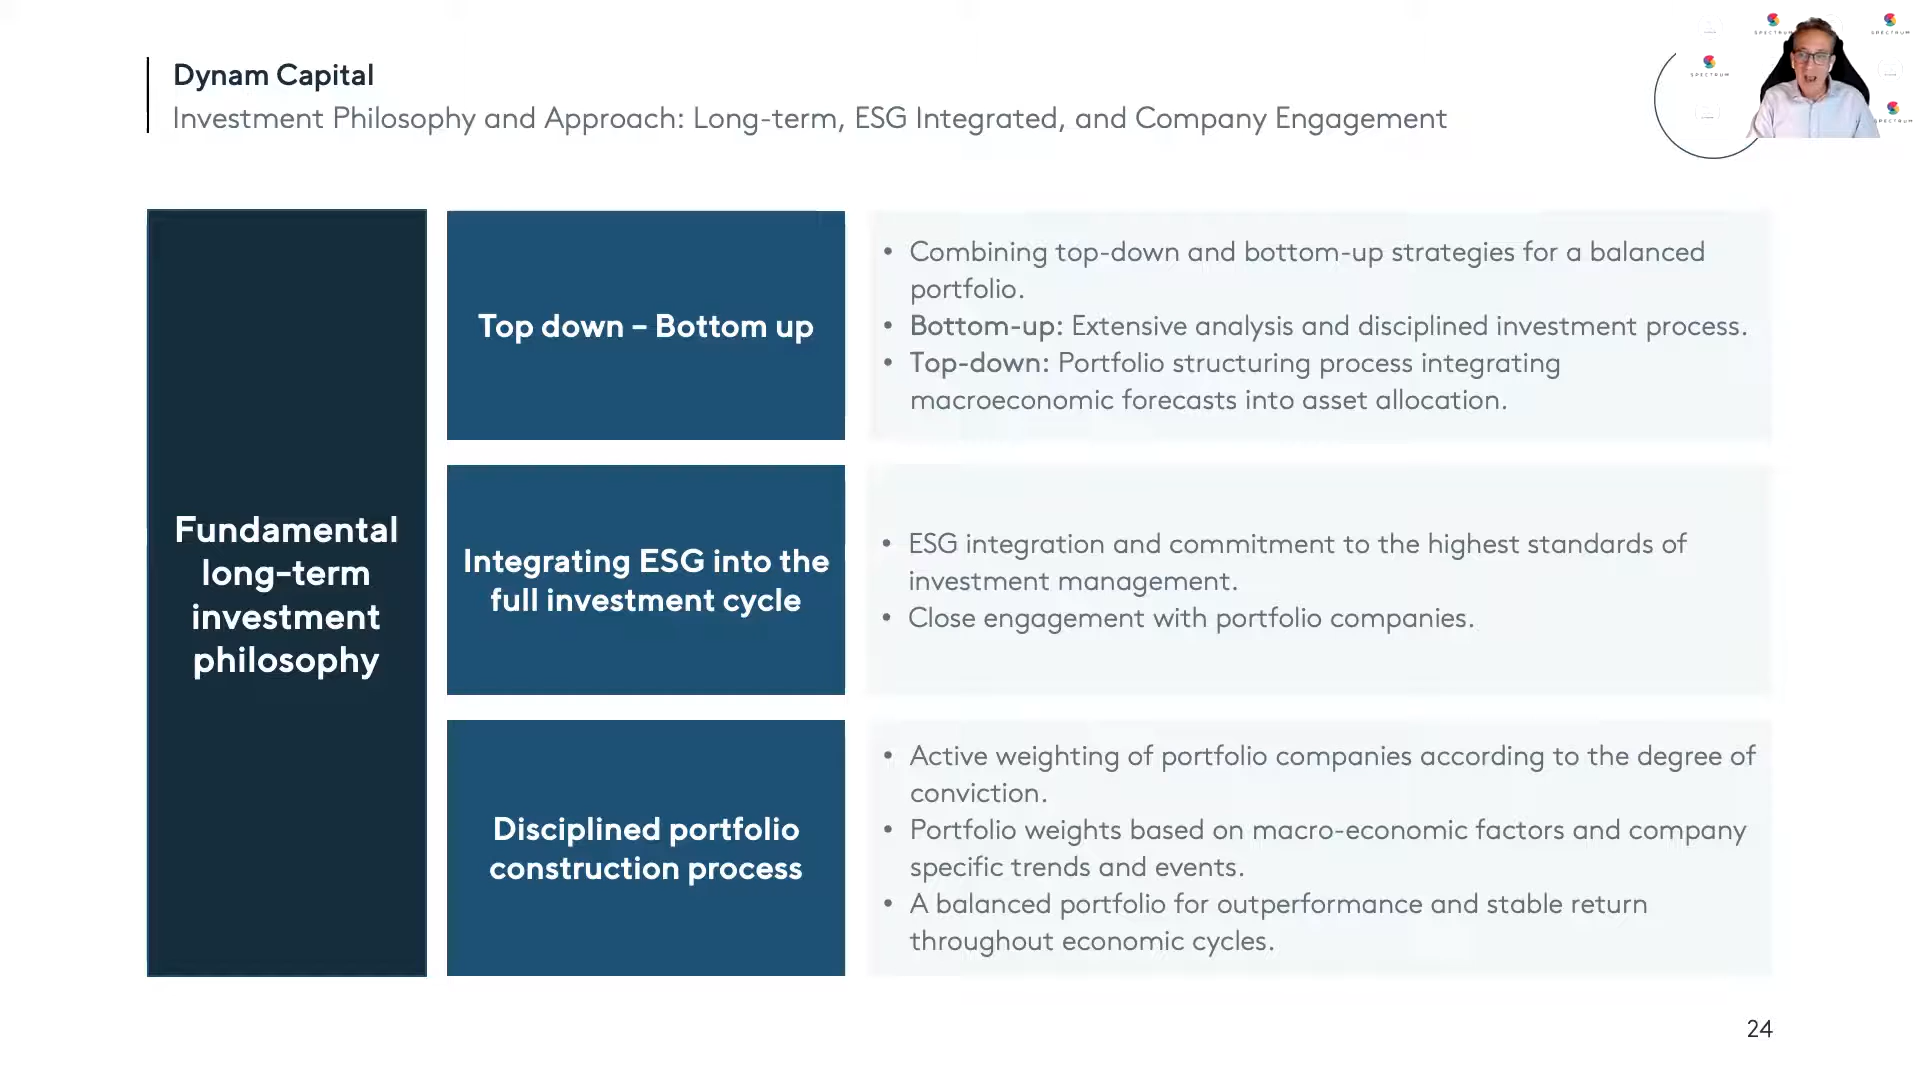 Dynam Capital
Investment Philosophy and Approach: Long-term, ESG Integrated, and Company Engagement
SPECTRUM
SPECTRUM
SPECTRUM
SPECTRUM
Fundamental
long-term
investment
philosophy
Top down – Bottom up
• Combining top-down and bottom-up strategies for a balanced
portfolio.
• Bottom-up: Extensive analysis and disciplined investment process.
• Top-down: Portfolio structuring process integrating
macroeconomic forecasts into asset allocation.
Integrating ESG into the
full investment cycle
• ESG integration and commitment to the highest standards of
investment management.
• Close engagement with portfolio companies.
Disciplined portfolio
construction process
• Active weighting of portfolio companies according to the degree of
conviction.
• Portfolio weights based on macro-economic factors and company
specific trends and events.
• A balanced portfolio for outperformance and stable return
throughout economic cycles.
24